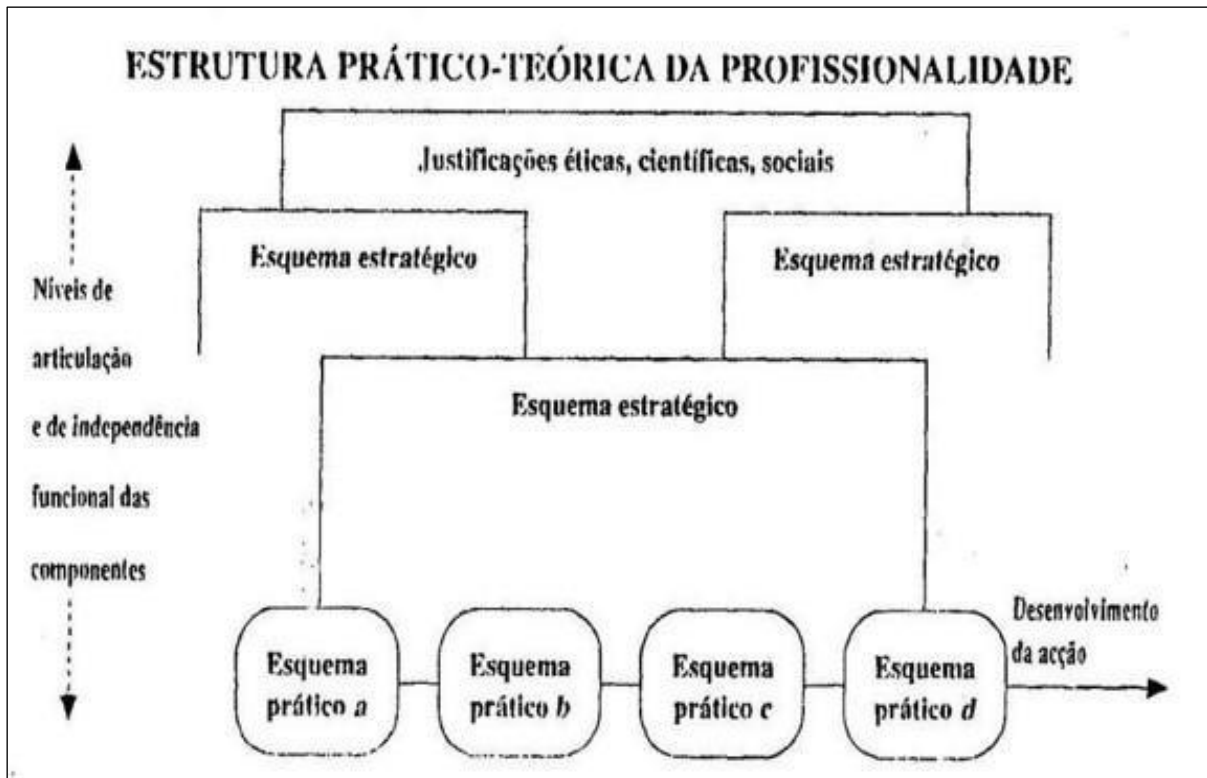 ESTRUTURA PRÁTICO-TEÓRICA DA PROFISSIONALIDADE
Justificações éticas, científicas, sociais
Esquema estratégico
Esquema estratégico
Níveis de
articulação
e de independência
funcional das
componentes
Esquema estratégico
Esquema
prático a
Esquema
prático b
Esquema
prático c
Esquema
prático d
Desenvolvimento
da acção